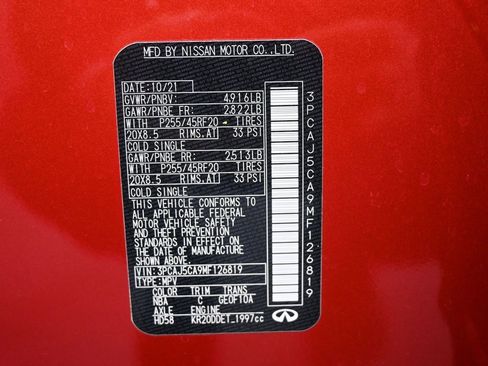 MFD BY NISSAN MOTOR CO.,LTD.
DATE: 10/21
GVWR/PNBV: 4,916LB
GAWR/PNBE FR: 2822LB
WITH P255/45RF20 TIRES
20X8.5 RIMS,AT 33 PSI
COLD SINGLE
GAWR/PNBE RR: 2513LB
WITH P255/45RF20 TIRES
20X8.5 RIMS,AT 33 PSI
COLD SINGLE
THIS VEHICLE CONFORMS TO
ALL APPLICABLE FEDERAL
MOTOR VEHICLE SAFETY
AND THEFT PREVENTION
STANDARDS IN EFFECT ON
THE DATE OF MANUFACTURE
SHOWN ABOVE.
VIN: 3PCAJ5CA9MF126819
TYPE: MPV
COLOR TRIM TRANS
NBA C GE0F10A
AXLE ENGINE
HD58 KR20DDET 1997cc
3PCAJ5CA9MF126819